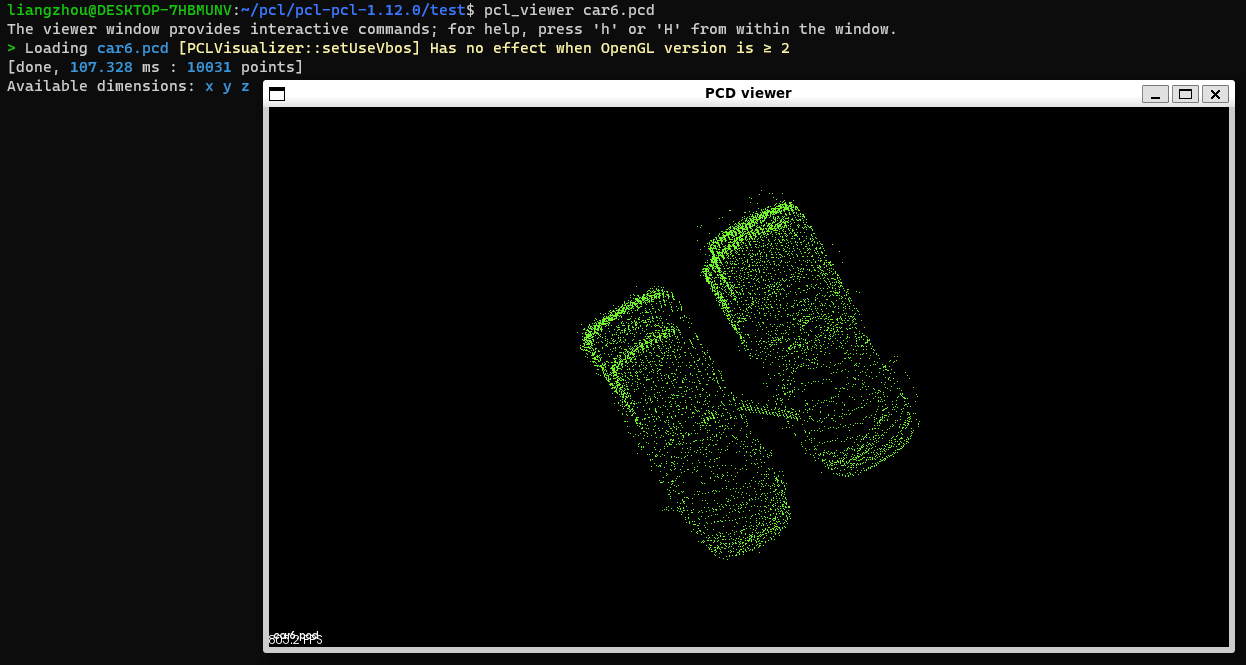 liangzhou@DESKTOP-7HBMUNV:~/pcl/pcl-pcl-1.12.0/test$ pcl_viewer car6.pcd
The viewer window provides interactive commands; for help, press 'h' or 'H' from within the window.
> Loading car6.pcd [PCLVisualizer::setUseVbos] Has no effect when OpenGL version is ≥ 2
[done, 107.328 ms : 10031 points]
Available dimensions: x y z
PCD viewer
car6.pcd
805.2 FPS